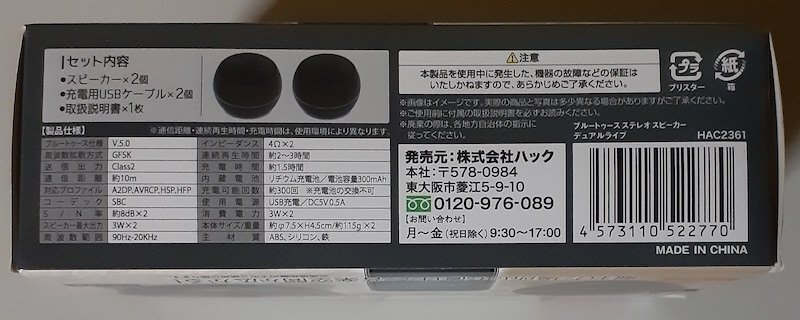 セット内容
●スピーカー×2個
●充電用USBケーブル×2個
●取扱説明書×1枚
【製品仕様】 ※通信距離・連続再生時間・充電時間は、使用環境により異なります。
ブルートゥース仕様 V.5.0 インピーダンス 4Ω×2
周波数拡散方式 GFSK 連続再生時間 約2〜3時間
送信出力 Class2 充電時間 約1.5時間
通信距離 約10m 内蔵電池 リチウム充電池/電池容量300mAh
対応プロファイル A2DP,AVRCP,HSP,HFP 充電可能回数 約300回 ※充電池の交換不可
コーデック SBC 使用電源 USB充電/DC5V 0.5A
S/N率 約8dB×2 消費電力 3W×2
スピーカー最大出力 3W×2 本体サイズ/重量 約φ7.5×H4.5cm/約115g ×2
周波数範囲 90Hz-20KHz 主材質 ABS、シリコン、鉄
⚠注意
本製品を使用中に発生した、機器の故障などの保証は
いたしかねますので、あらかじめご了承ください。
プラ
ブリスター
紙
箱
※画像はイメージです。※実際の商品と写真は多少異なる場合がありますがご了承ください。
※ご使用前に付属の取扱説明書を必ずお読みください。
※廃棄の際は、各地方自治体の指示に
従ってください。
ブルートゥース ステレオ スピーカー
デュアルライフ HAC2361
発売元:株式会社ハック
本社:〒578-0984
東大阪市菱江5-9-10
0120-976-089
【お問い合わせ】
月〜金(祝日除く)9:30〜17:00
4 573110 522770
MADE IN CHINA